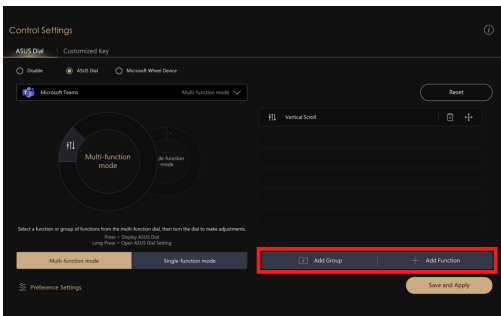 Control Settings
ASUS Dial
Customized Key
Disable
ASUS Dial
Microsoft Wheel Device
Microsoft Teams
Multi-function mode
Reset
Vertical Scroll
Multi-function
mode
gle-function
mode
Select a function or group of functions from the multi-function dial, then turn the dial to make adjustments.
Press = Display ASUS Dial
Long Press = Open ASUS Dial Setting
Multi-function mode
Single-function mode
Add Group
Add Function
Preference Settings
Save and Apply